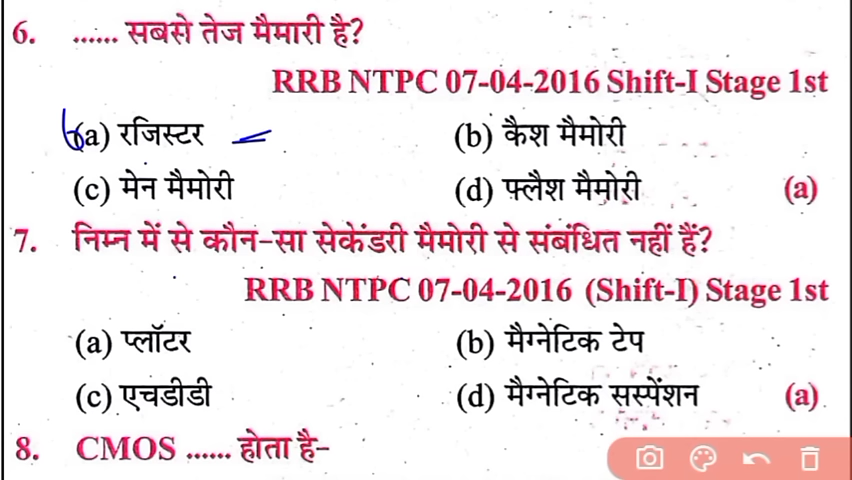 6. ...... सबसे तेज मैमारी है?
RRB NTPC 07-04-2016 Shift-I Stage 1st
(a) रजिस्टर (b) कैश मैमोरी
(c) मेन मैमोरी (d) फ्लैश मैमोरी (a)
7. निम्न में से कौन-सा सेकेंडरी मैमोरी से संबंधित नहीं हैं?
RRB NTPC 07-04-2016 (Shift-I) Stage 1st
(a) प्लॉटर (b) मैग्नेटिक टेप
(c) एचडीडी (d) मैग्नेटिक सस्पेंशन (a)
8. CMOS ...... होता है-